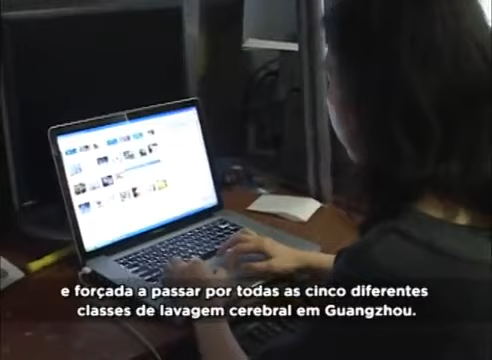 e forçada a passar por todas as cinco diferentes
classes de lavagem cerebral em Guangzhou.